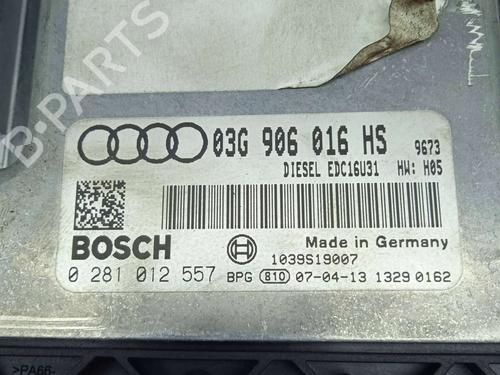 B-PARTS
03G 906 016 HS 9673
DIESEL EDC16U31 HW: H05
BOSCH
Made in Germany
1039S19007
0 281 012 557 BPG 810 07-04-13 1329 0162
>PA66-